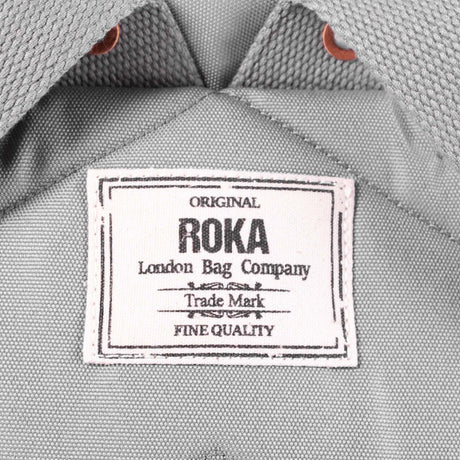 ORIGINAL
ROKA
London Bag Company
Trade Mark
FINE QUALITY